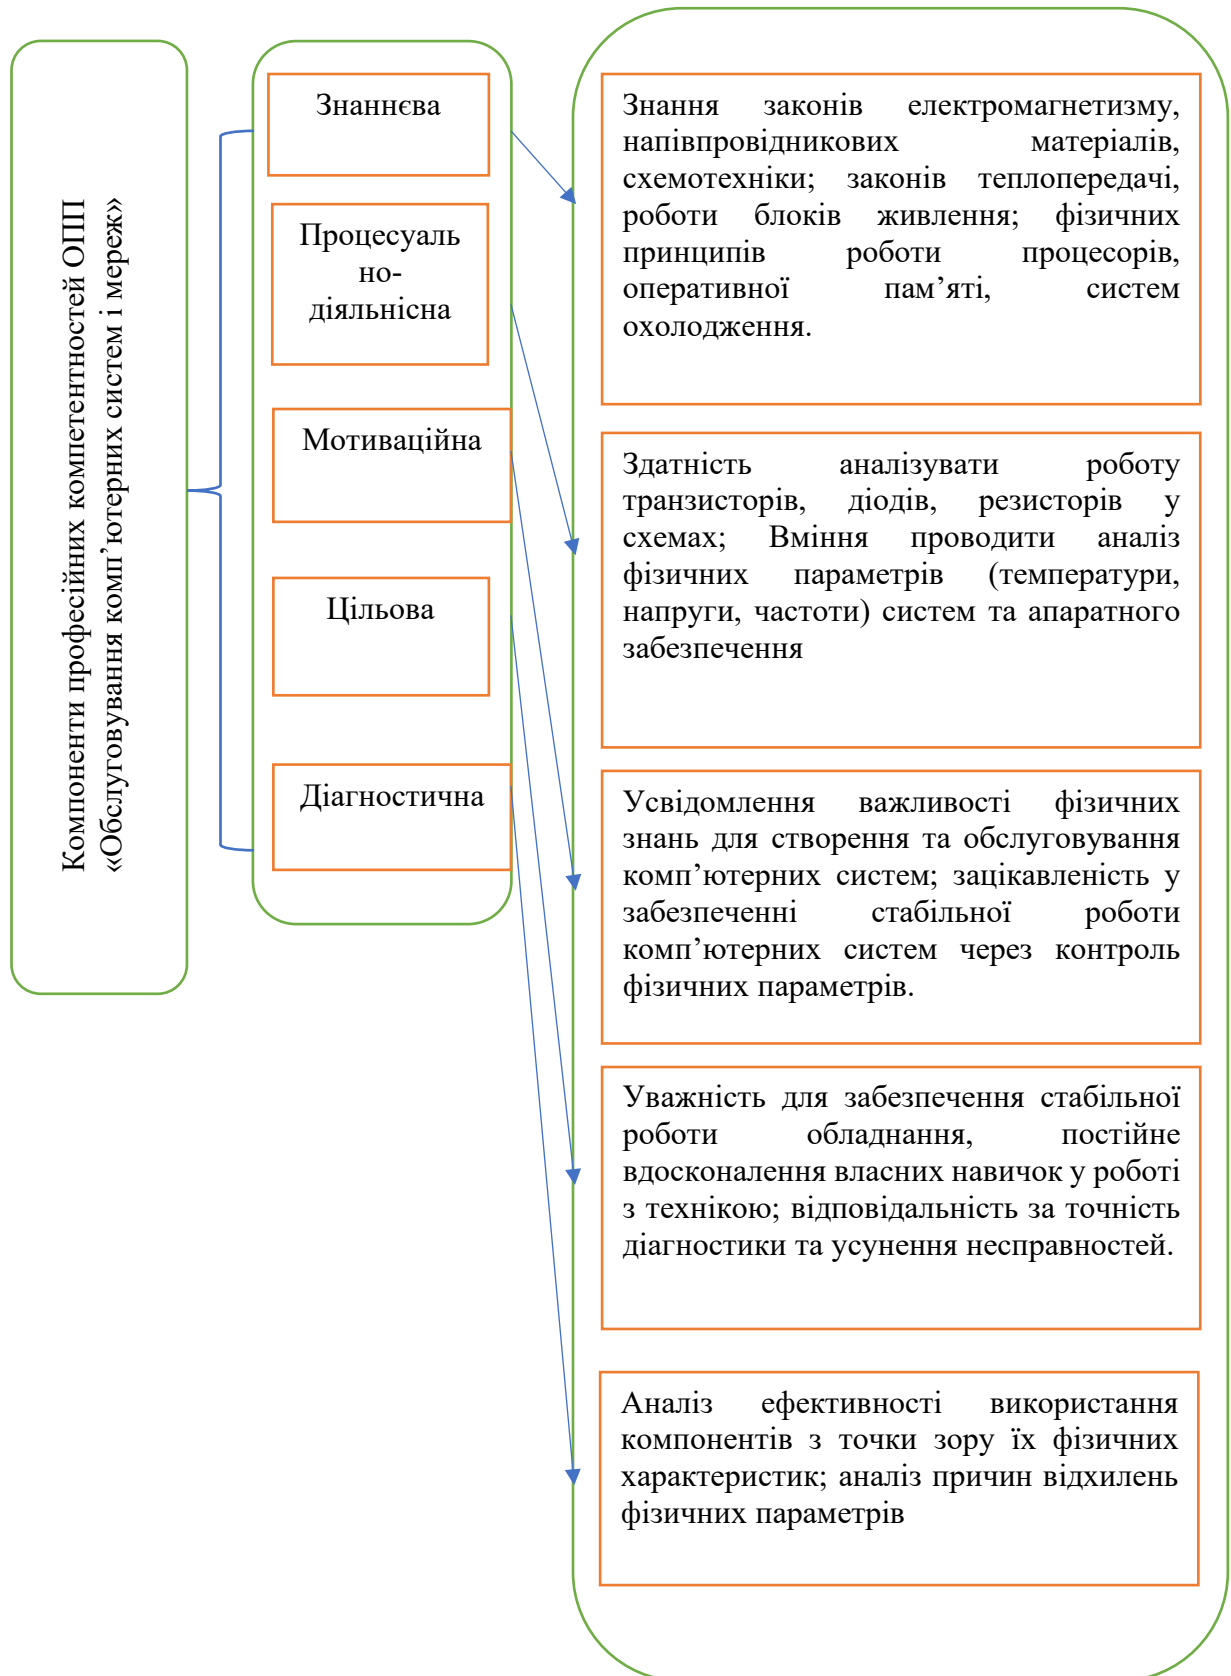 Компоненти професійних компетентностей ОПП
«Обслуговування комп’ютерних систем і мереж»
Знаннєва
Процесуаль
но-
діяльнісна
Мотиваційна
Цільова
Діагностична
Знання законів електромагнетизму,
напівпровідникових матеріалів,
схемотехніки; законів теплопередачі,
роботи блоків живлення; фізичних
принципів роботи процесорів,
оперативної пам’яті, систем
охолодження.
Здатність аналізувати роботу
транзисторів, діодів, резисторів у
схемах; Вміння проводити аналіз
фізичних параметрів (температури,
напруги, частоти) систем та апаратного
забезпечення
Усвідомлення важливості фізичних
знань для створення та обслуговування
комп’ютерних систем; зацікавленість у
забезпеченні стабільної роботи
комп’ютерних систем через контроль
фізичних параметрів.
Уважність для забезпечення стабільної
роботи обладнання, постійне
вдосконалення власних навичок у роботі
з технікою; відповідальність за точність
діагностики та усунення несправностей.
Аналіз ефективності використання
компонентів з точки зору їх фізичних
характеристик; аналіз причин відхилень
фізичних параметрів